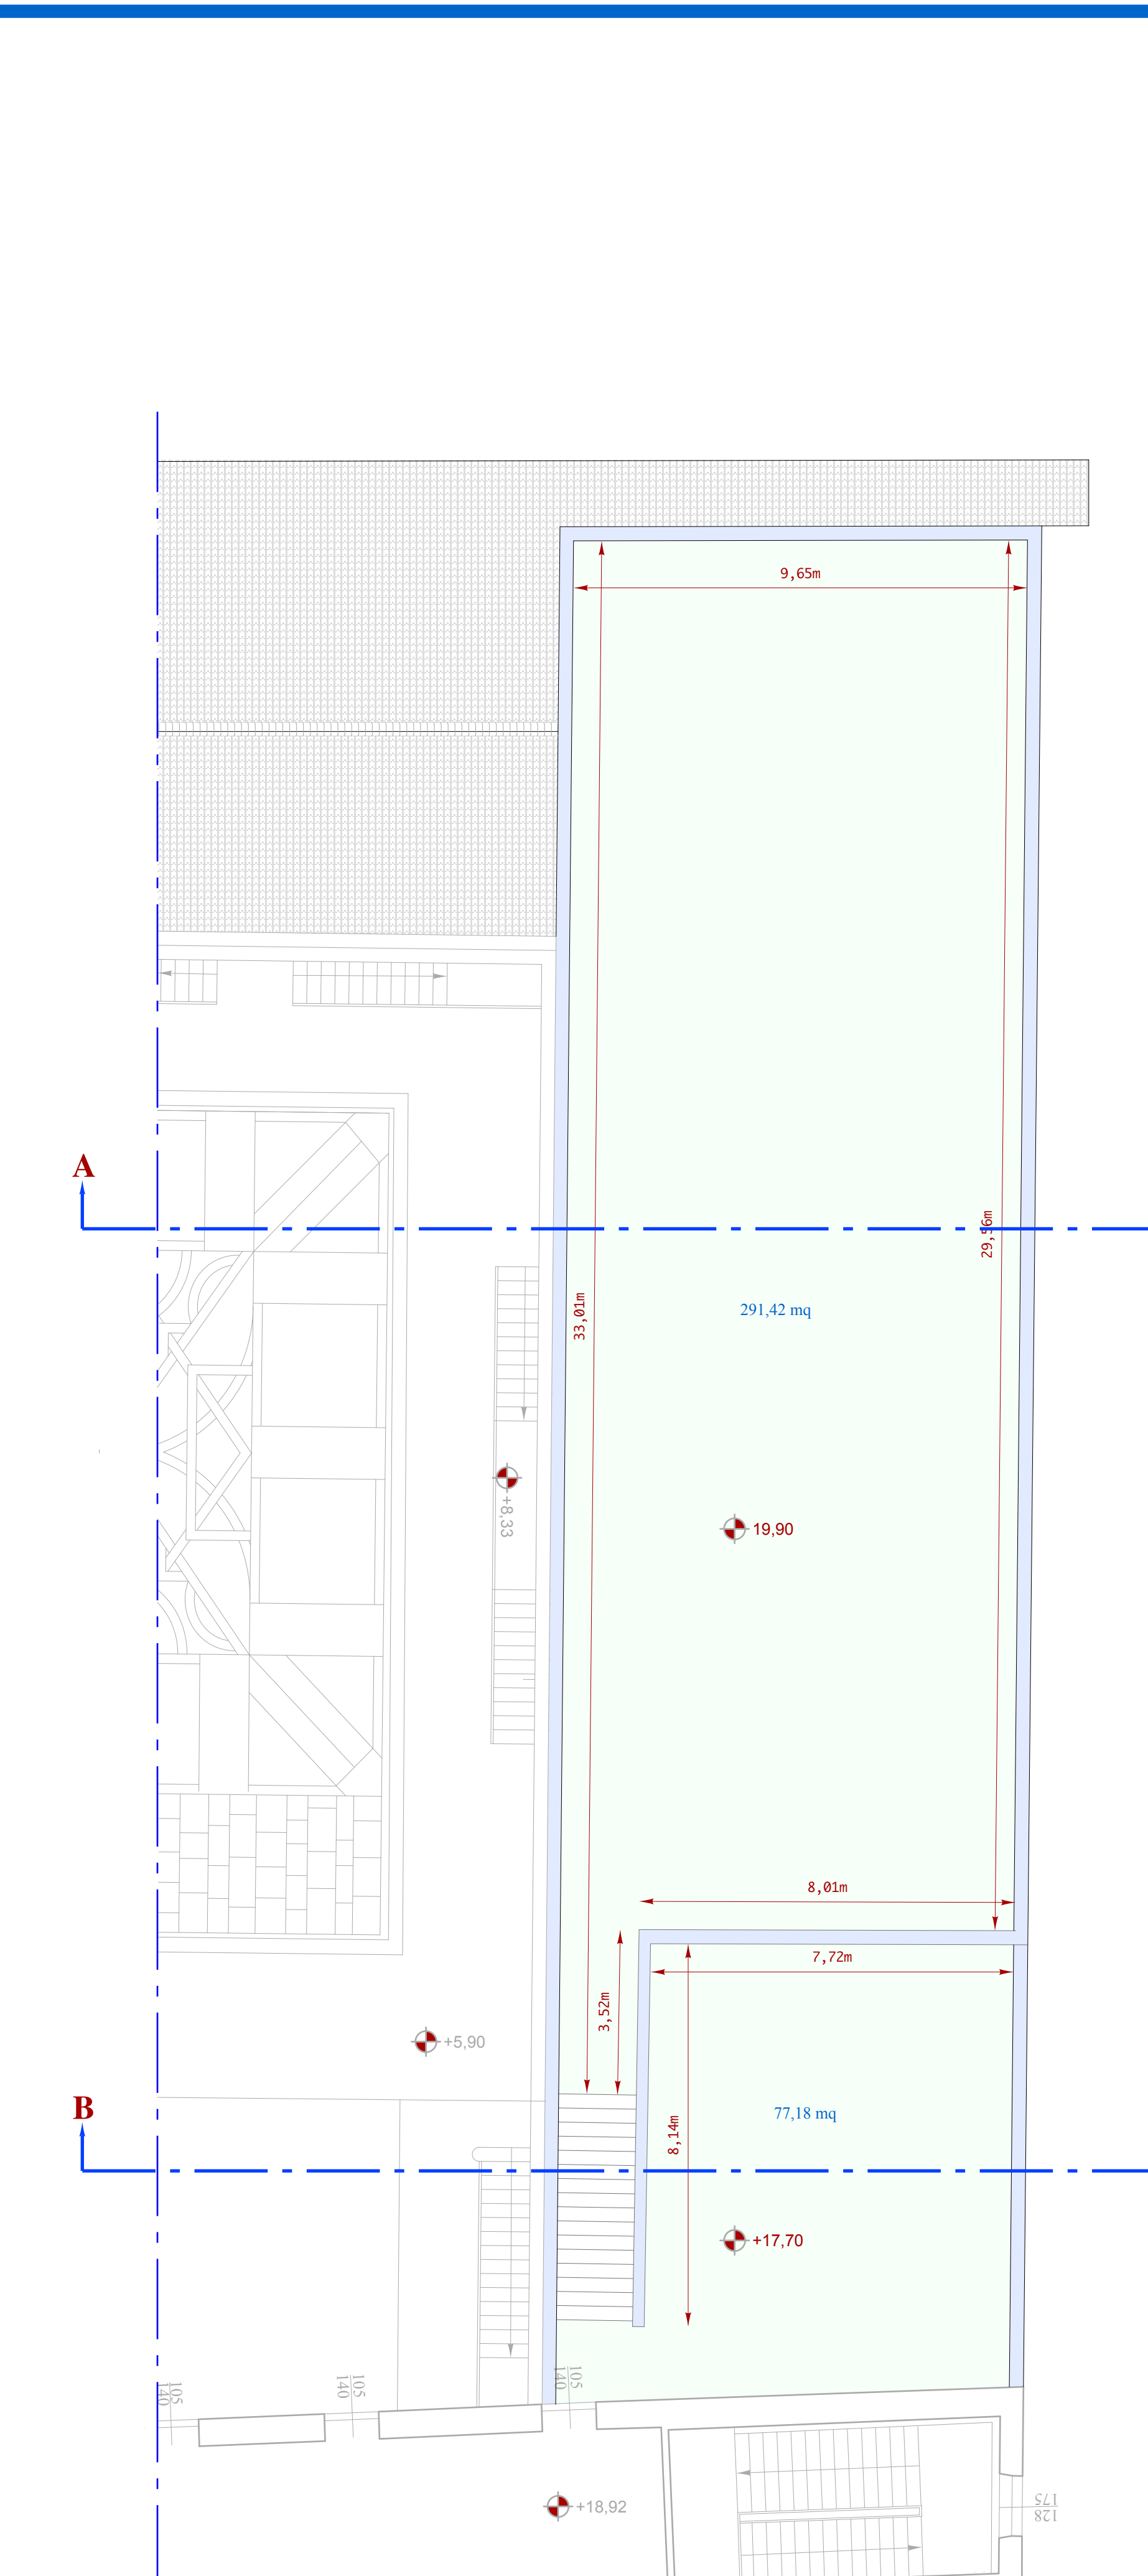 9,65m
A
29,56m
33,01m
291,42 mq
+8,33
19,90
8,01m
7,72m
3,52m
+5,90
B
77,18 mq
8,14m
+17,70
105
140
105
140
105
140
+18,92
175
128